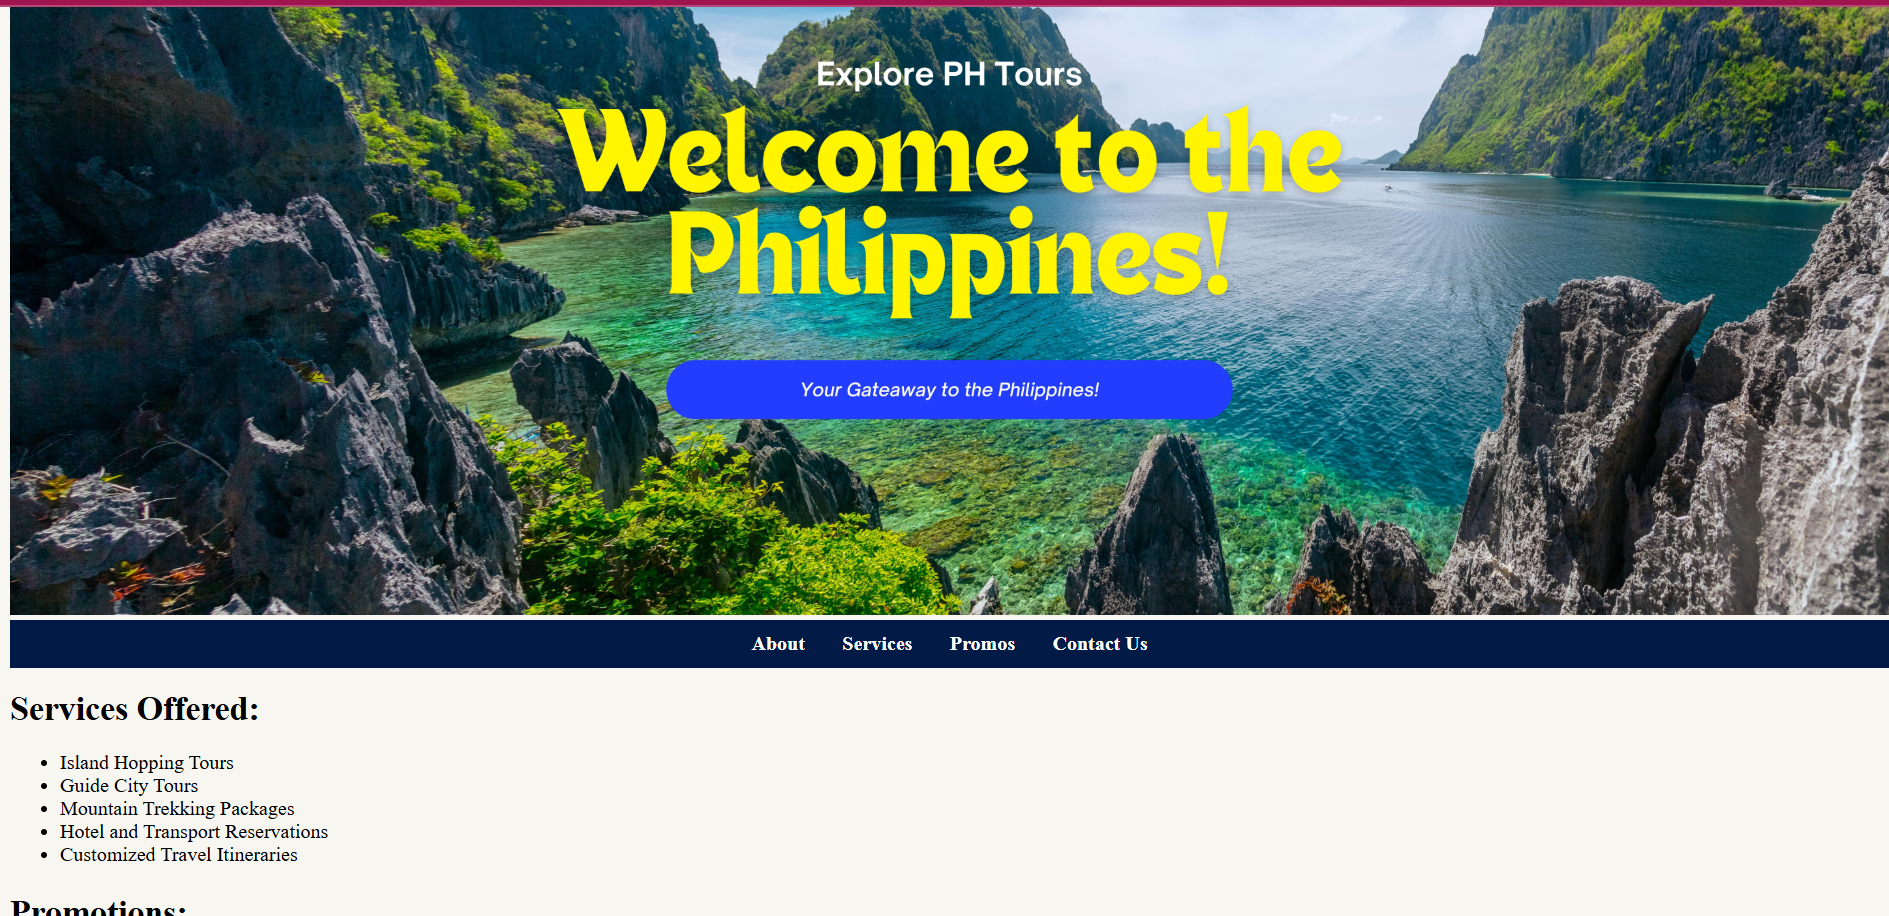 Explore PH Tours
Welcome to the
Philippines!
Your Gateaway to the Philippines!
About Services Promos Contact Us
Services Offered:
Island Hopping Tours
Guide City Tours
Mountain Trekking Packages
Hotel and Transport Reservations
Customized Travel Itineraries
Promotions: